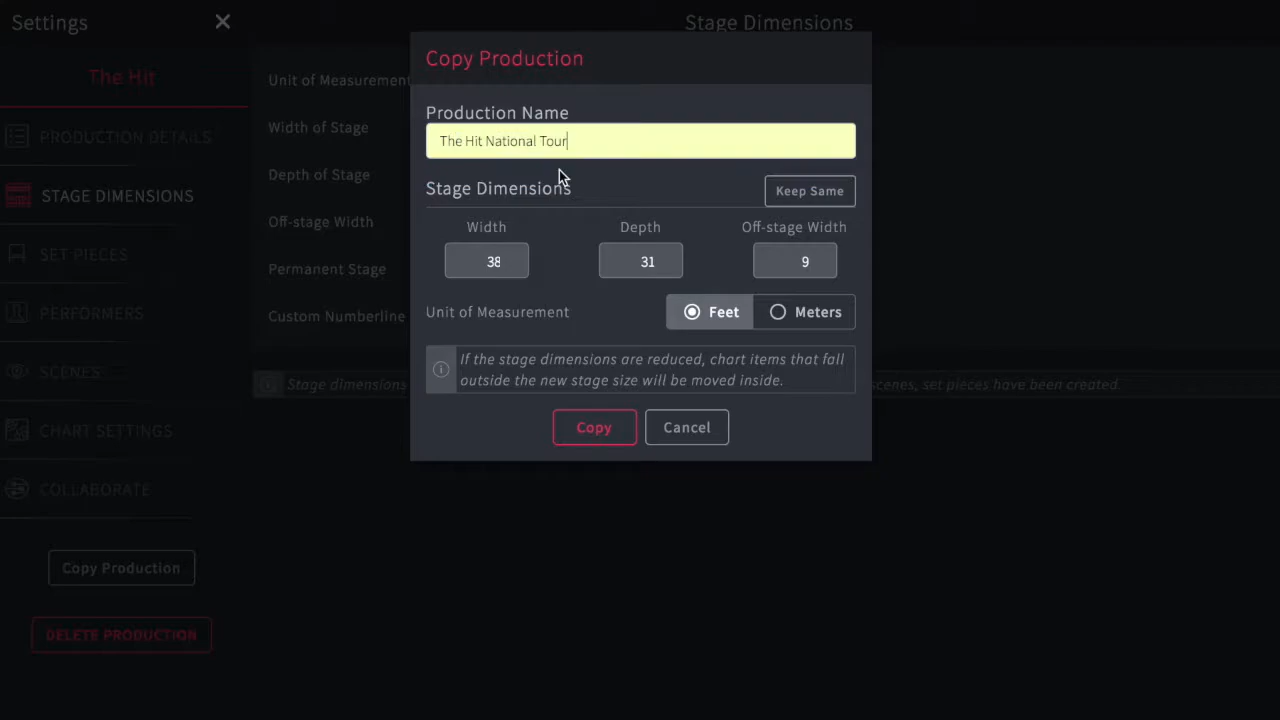 Settings
Stage Dimensions
The Hit
PRODUCTION DETAILS
STAGE DIMENSIONS
SET PIECES
PERFORMERS
SCENES
CHART SETTINGS
COLLABORATE
Copy Production
DELETE PRODUCTION
Unit of Measurement
Width of Stage
Depth of Stage
Off-stage Width
Permanent Stage
Custom Numberline
Stage dimensions
scenes, set pieces have been created.
Copy Production
Production Name
The Hit National Tour
Stage Dimensions
Keep Same
Width Depth Off-stage Width
38 31 9
Unit of Measurement Feet Meters
If the stage dimensions are reduced, chart items that fall
outside the new stage size will be moved inside.
Copy Cancel